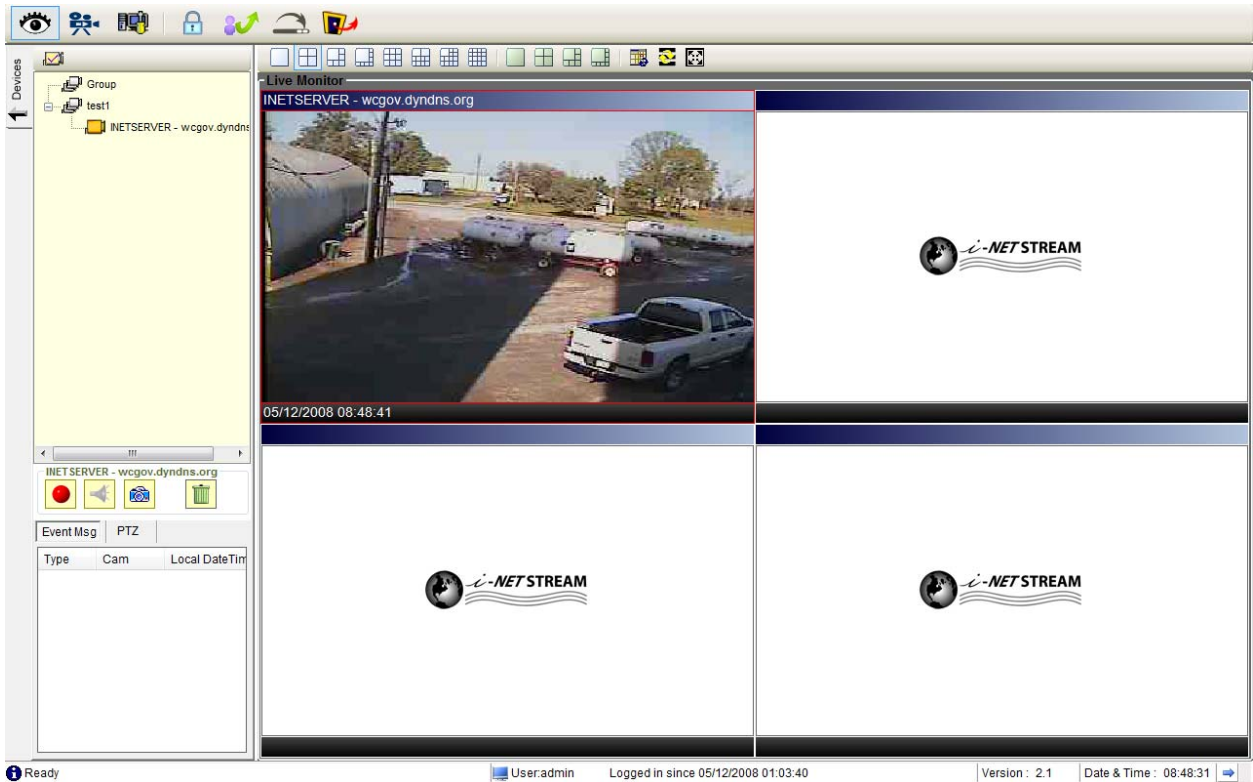 Devices
Group
test1
INETSERVER - wcgov.dyndns
Live Monitor
INETSERVER - wcgov.dyndns.org
i-NET STREAM
05/12/2008 08:48:41
i-NET STREAM
i-NET STREAM
INETSERVER - wcgov.dyndns.org
Event Msg PTZ
Type Cam Local DateTim
Ready User:admin Logged in since 05/12/2008 01:03:40 Version : 2.1 Date & Time : 08:48:31